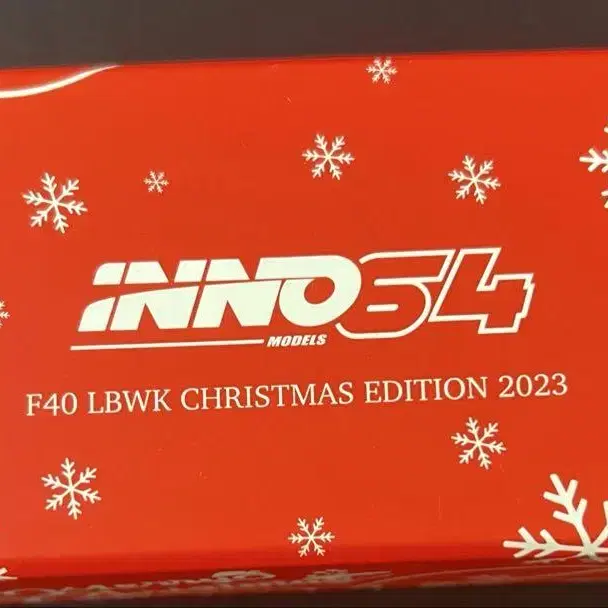 INNO64
MODELS
F40 LBWK CHRISTMAS EDITION 2023